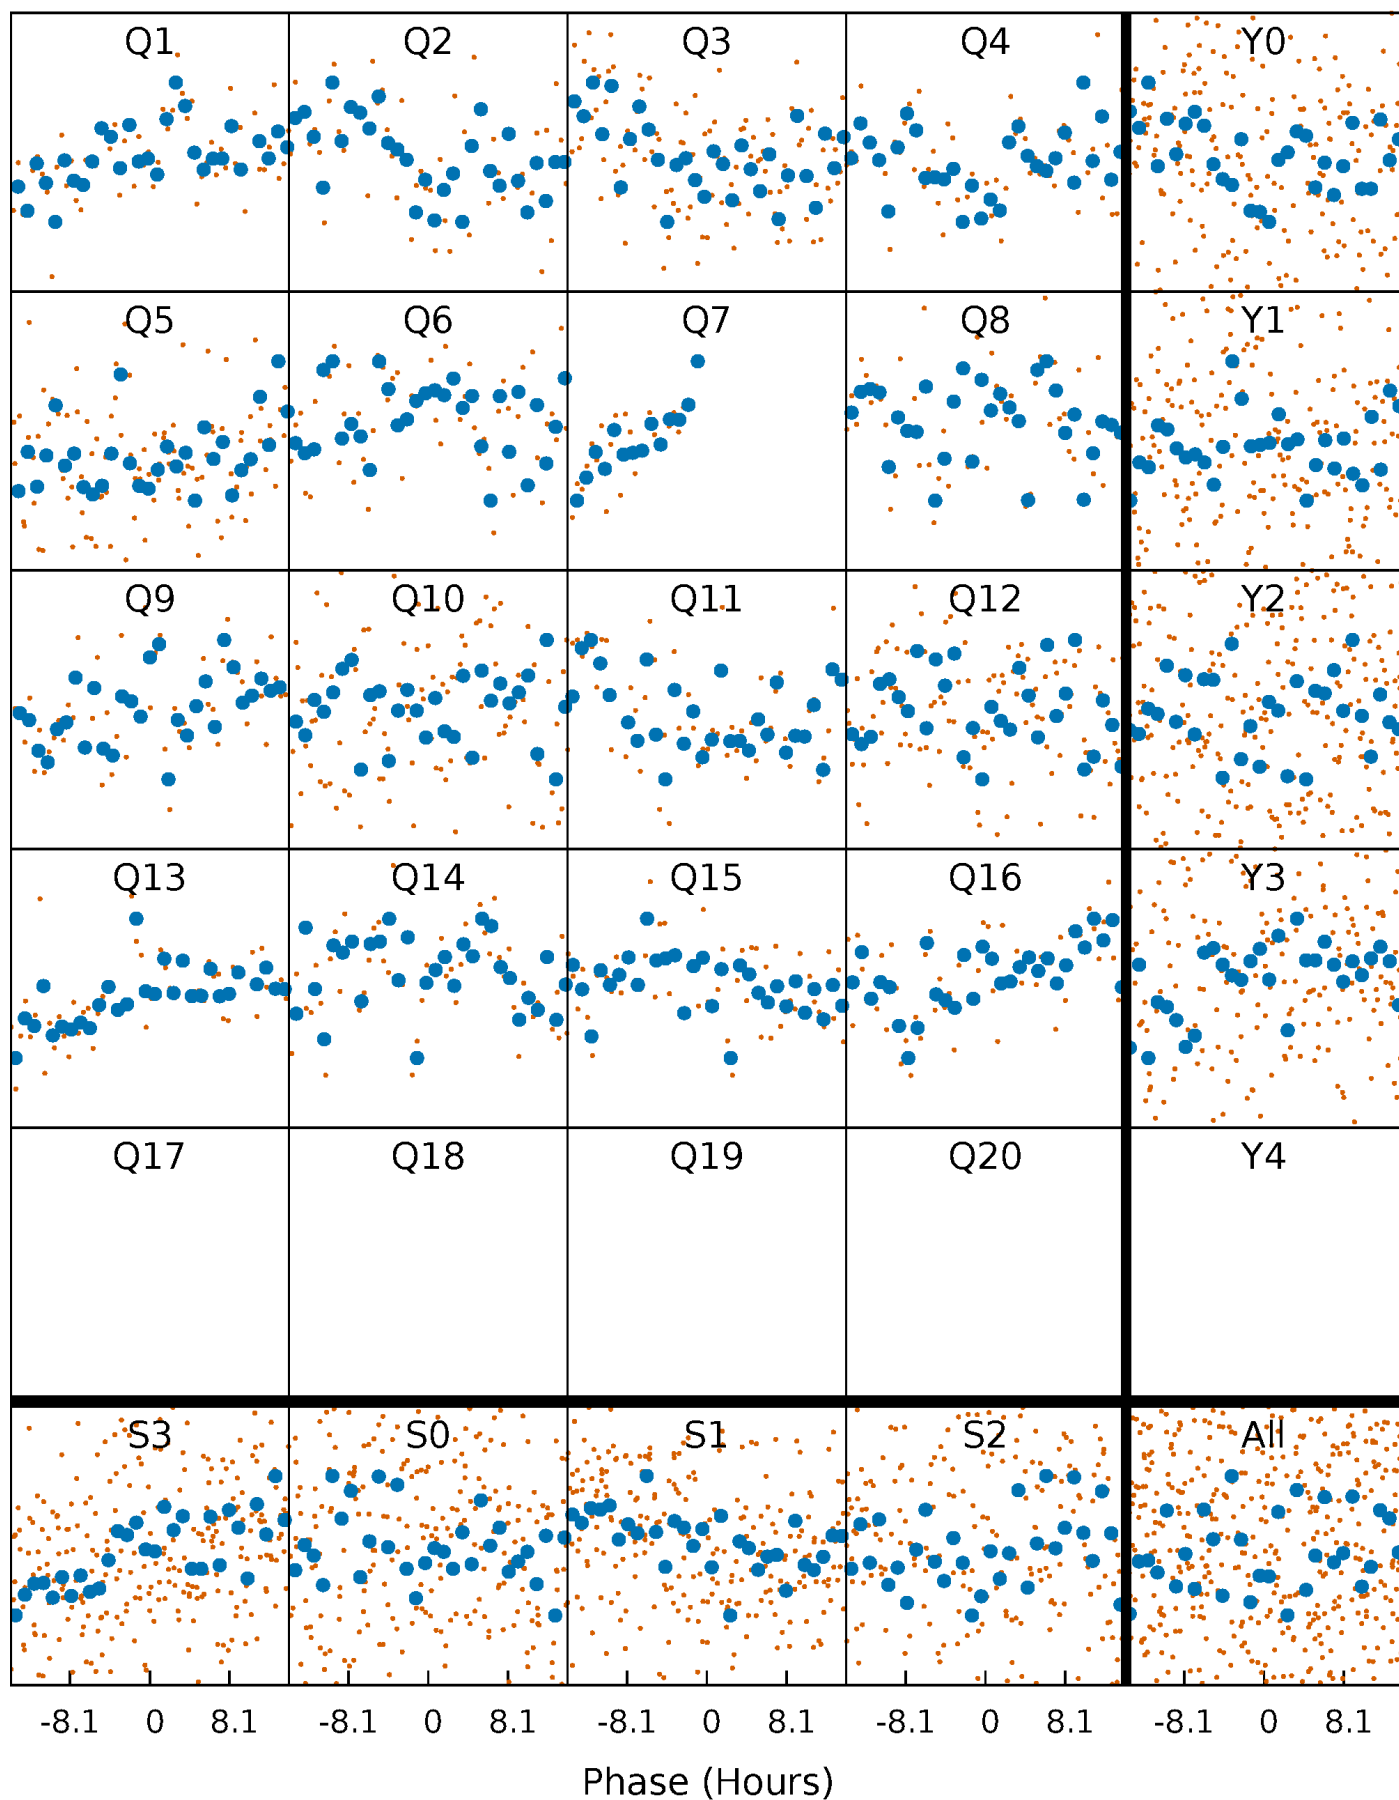 Q1 Q2 Q3 Q4 Y0
Q5 Q6 Q7 Q8 Y1
Q9 Q10 Q11 Q12 Y2
Q13 Q14 Q15 Q16 Y3
Q17 Q18 Q19 Q20 Y4
S3 S0 S1 S2 All
-8.1 0 8.1 -8.1 0 8.1 -8.1 0 8.1 -8.1 0 8.1 -8.1 0 8.1
Phase (Hours)